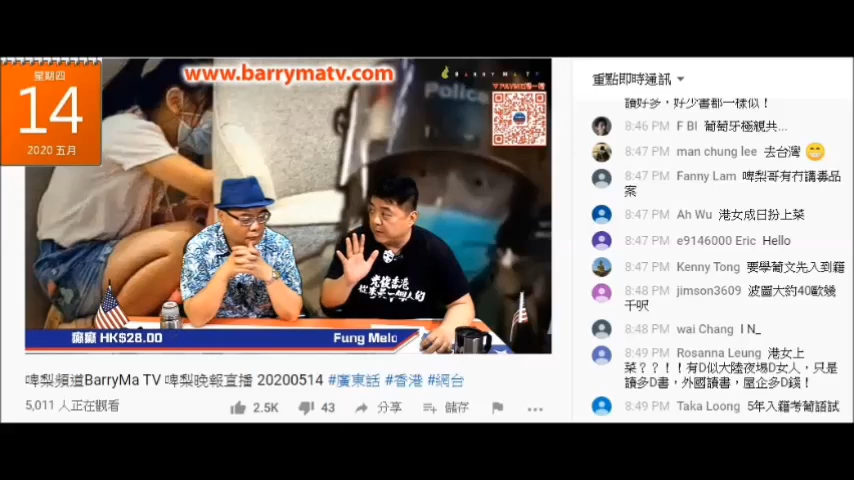 星期四
14
2020 五月
www.barrymatv.com
BARRYMATV
Police
癲癲 HK$28.00
Fung Melo
啤梨頻道BarryMa TV 啤梨晚報直播 20200514 #廣東話 #香港 #網台
5,011 人正在觀看
2.5K
43
分享
儲存
重點即時通訊
讀好多，好少書都一樣似！
8:46 PM F BI 葡萄牙極親共...
8:47 PM man chung lee 去台灣
8:47 PM Fanny Lam 啤梨哥有冇講毒品
案
8:47 PM Ah Wu 港女成日扮上菜
8:47 PM e9146000 Eric Hello
8:47 PM Kenny Tong 要學葡文先入到籍
8:48 PM jimson3609 波圖大約40歐幾
千呎
8:48 PM wai Chang I N_
8:49 PM Rosanna Leung 港女上
菜？？！！有D似大陸夜場D女人，只是
讀多D書，外國讀書，屋企多D錢！
8:49 PM Taka Loong 5年入籍考葡語試